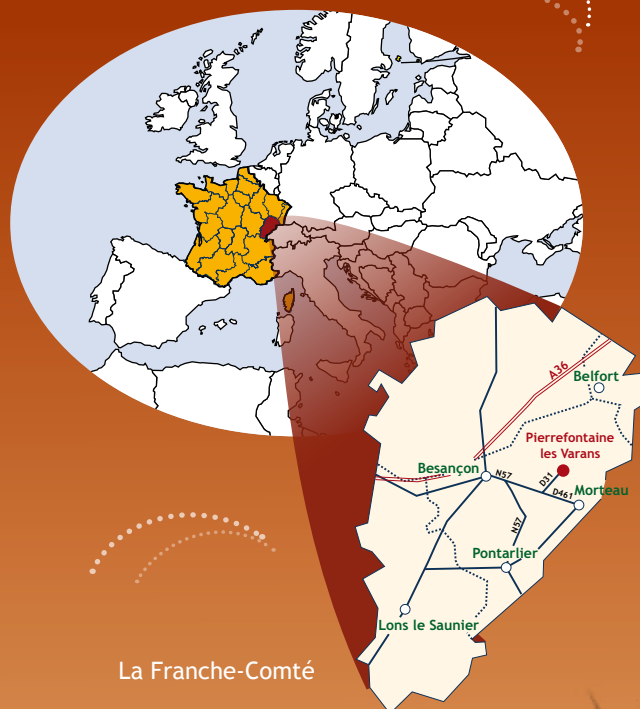 A36
Belfort
Pierrefontaine
les Varans
Besançon
N57
D31
D461
Morteau
N57
Pontarlier
Lons le Saunier
La Franche-Comté